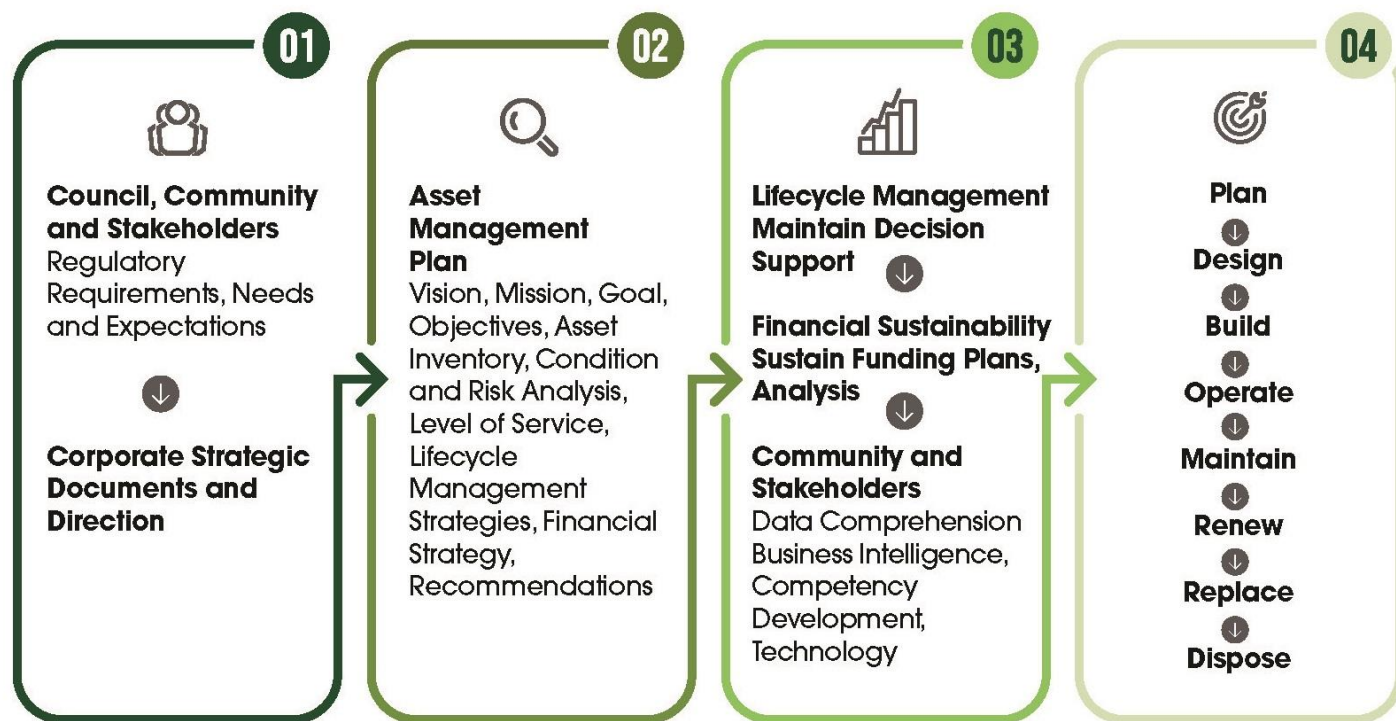 01
Council, Community
and Stakeholders
Regulatory
Requirements, Needs
and Expectations
Corporate Strategic
Documents and
Direction
02
Asset
Management
Plan
Vision, Mission, Goal,
Objectives, Asset
Inventory, Condition
and Risk Analysis,
Level of Service,
Lifecycle
Management
Strategies, Financial
Strategy,
Recommendations
03
Lifecycle Management
Maintain Decision
Support
Financial Sustainability
Sustain Funding Plans,
Analysis
Community and
Stakeholders
Data Comprehension
Business Intelligence,
Competency
Development,
Technology
04
Plan
Design
Build
Operate
Maintain
Renew
Replace
Dispose